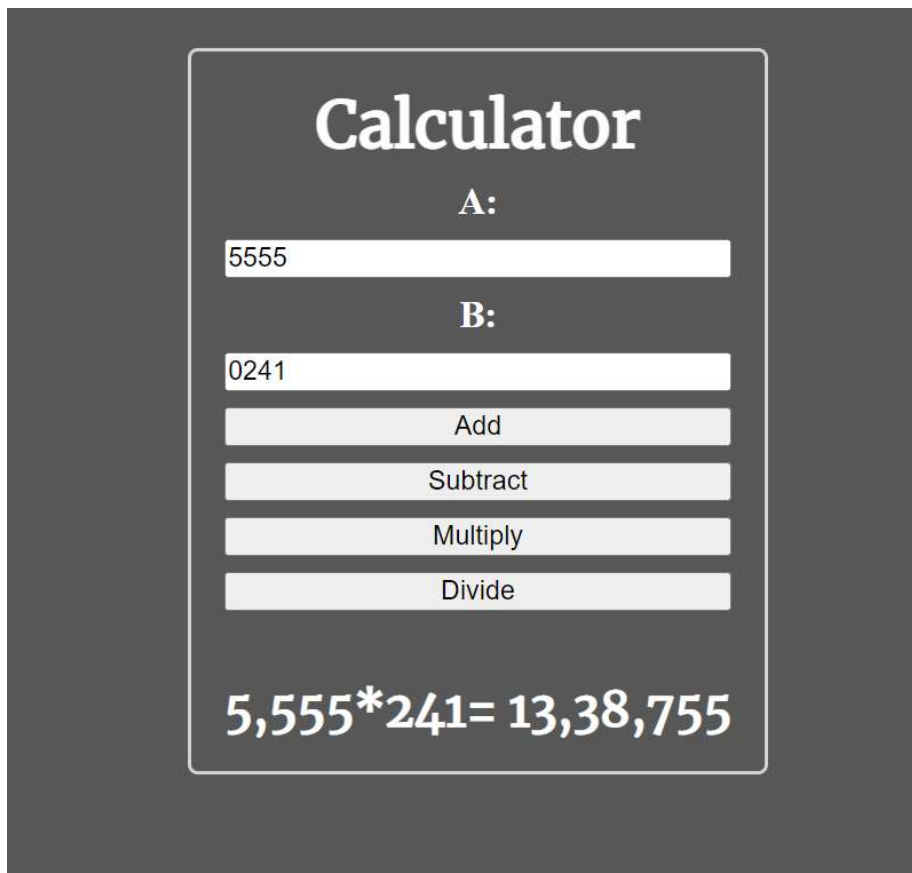 Calculator
A:
5555
B:
0241
Add
Subtract
Multiply
Divide
5,555*241= 13,38,755